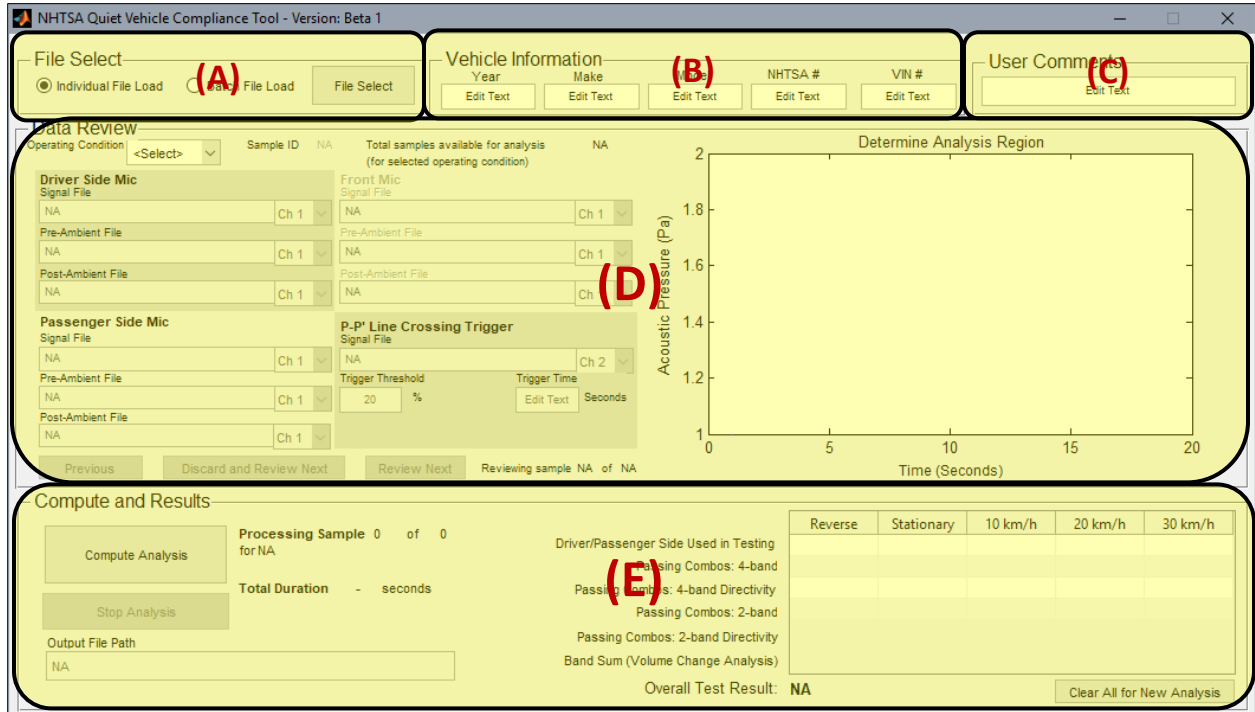 NHTSA Quiet Vehicle Compliance Tool - Version: Beta 1
File Select
Individual File Load
Batch File Load
File Select
(A)
Vehicle Information
Year
Make
Model
NHTSA #
VIN #
Edit Text
Edit Text
Edit Text
Edit Text
Edit Text
(B)
User Comments
Edit Text
(C)
Data Review
Operating Condition
<Select>
Sample ID NA
Total samples available for analysis
(for selected operating condition)
NA
Driver Side Mic
Signal File
NA
Ch 1
Pre-Ambient File
NA
Ch 1
Post-Ambient File
NA
Ch 1
Front Mic
Signal File
NA
Ch 1
Pre-Ambient File
NA
Ch 1
Post-Ambient File
NA
Ch
(D)
Passenger Side Mic
Signal File
NA
Ch 1
Pre-Ambient File
NA
Ch 1
Post-Ambient File
NA
Ch 1
P-P' Line Crossing Trigger
Signal File
NA
Ch 2
Trigger Threshold
20 %
Trigger Time
Edit Text Seconds
Previous
Discard and Review Next
Review Next
Reviewing sample NA of NA
Determine Analysis Region
Acoustic Pressure (Pa)
2
1.8
1.6
1.4
1.2
1
0 5 10 15 20
Time (Seconds)
Compute and Results
Compute Analysis
Stop Analysis
Processing Sample 0 of 0
for NA
Total Duration - seconds
Output File Path
NA
(E)
Reverse Stationary 10 km/h 20 km/h 30 km/h
Driver/Passenger Side Used in Testing
Passing Combos: 4-band
Passing Combos: 4-band Directivity
Passing Combos: 2-band
Passing Combos: 2-band Directivity
Band Sum (Volume Change Analysis)
Overall Test Result: NA
Clear All for New Analysis